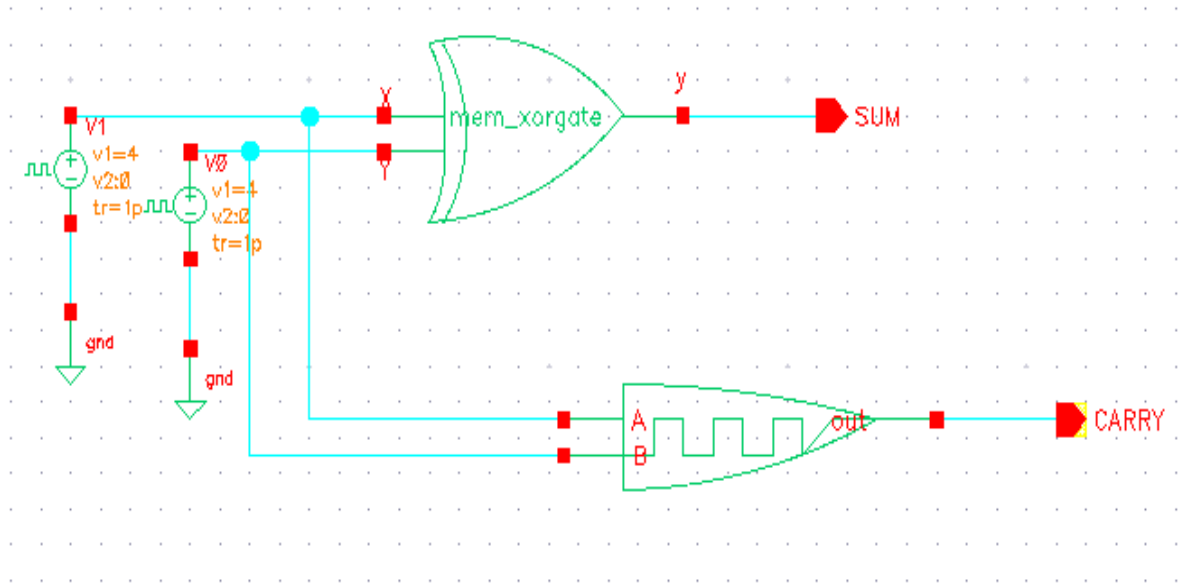 X
mem_xorgate
y
SUM
V1
v1=4
v2:0
tr=1p
Y
VØ
v1=4
v2:0
tr=1p
gnd
gnd
A
out
CARRY
B